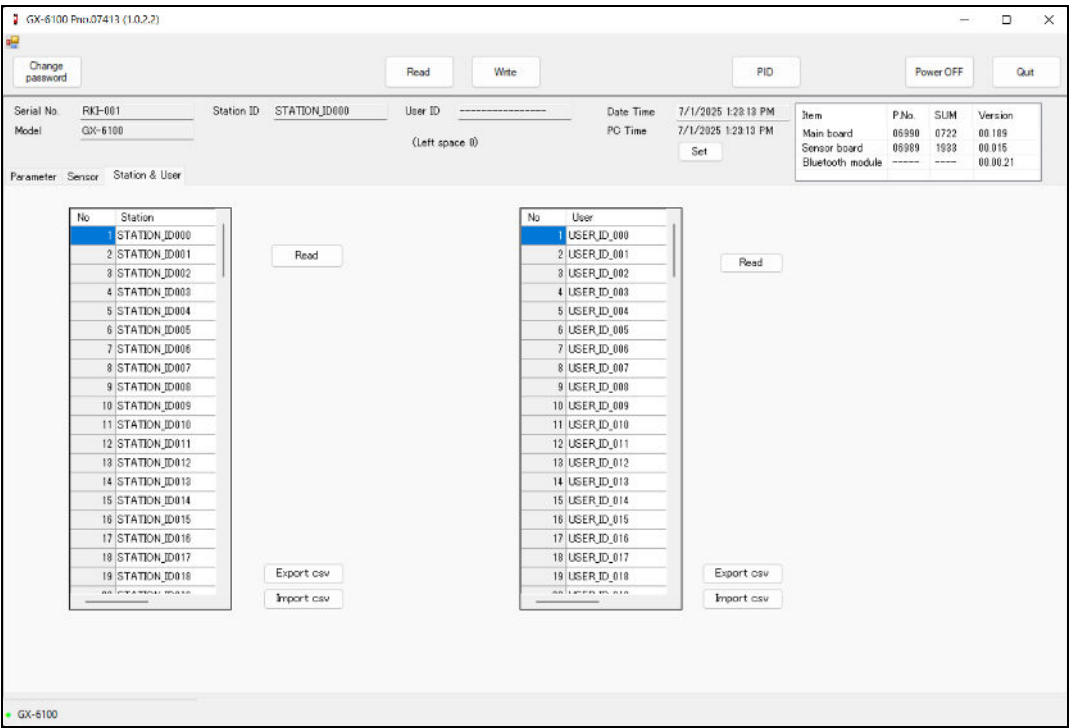 GX-6100 Pno.07413 (1.0.2.2)
Change password
Read
Write
PID
Power OFF
Quit
Serial No. RKI-001 Station ID STATION_ID000 User ID ---------------- Date Time 7/1/2025 1:23:13 PM
Model GX-6100 (Left space 0) PC Time 7/1/2025 1:23:13 PM
Set
Item P.No. SUM Version
Main board 06990 0722 00.189
Sensor board 06989 1933 00.015
Bluetooth module ----- ---- 00.00.21
Parameter Sensor Station & User
No Station
1 STATION_ID000
2 STATION_ID001
3 STATION_ID002
4 STATION_ID003
5 STATION_ID004
6 STATION_ID005
7 STATION_ID006
8 STATION_ID007
9 STATION_ID008
10 STATION_ID009
11 STATION_ID010
12 STATION_ID011
13 STATION_ID012
14 STATION_ID013
15 STATION_ID014
16 STATION_ID015
17 STATION_ID016
18 STATION_ID017
19 STATION_ID018
Read
Export csv
Import csv
No User
1 USER_ID_000
2 USER_ID_001
3 USER_ID_002
4 USER_ID_003
5 USER_ID_004
6 USER_ID_005
7 USER_ID_006
8 USER_ID_007
9 USER_ID_008
10 USER_ID_009
11 USER_ID_010
12 USER_ID_011
13 USER_ID_012
14 USER_ID_013
15 USER_ID_014
16 USER_ID_015
17 USER_ID_016
18 USER_ID_017
19 USER_ID_018
Read
Export csv
Import csv
GX-6100